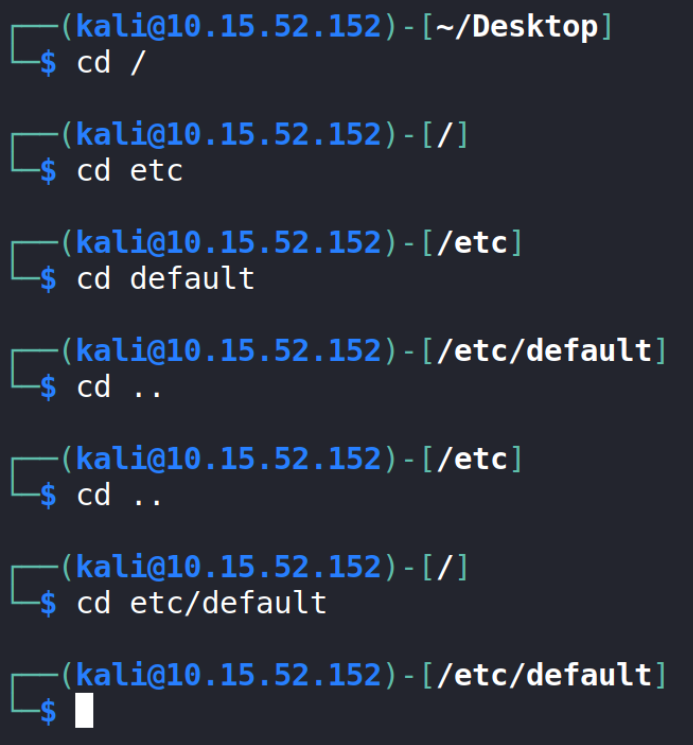 ┌──(kali@10.15.52.152)-[~/Desktop]
└─$ cd /
┌──(kali@10.15.52.152)-[/]
└─$ cd etc
┌──(kali@10.15.52.152)-[/etc]
└─$ cd default
┌──(kali@10.15.52.152)-[/etc/default]
└─$ cd ..
┌──(kali@10.15.52.152)-[/etc]
└─$ cd ..
┌──(kali@10.15.52.152)-[/]
└─$ cd etc/default
┌──(kali@10.15.52.152)-[/etc/default]
└─$